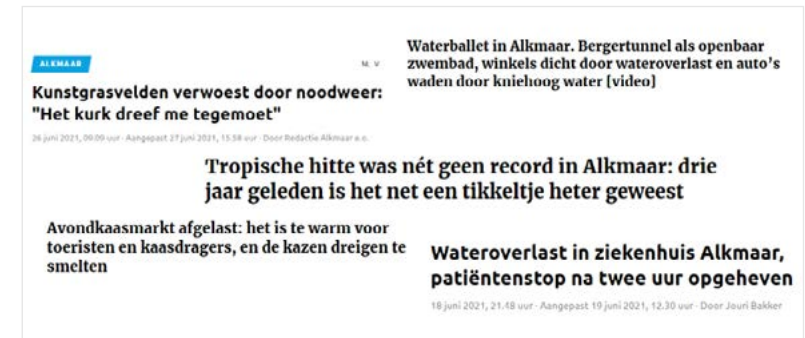 Waterballet in Alkmaar. Bergertunnel als openbaar
zwembad, winkels dicht door wateroverlast en auto's
waden door kniehoog water [video]
ALKMAAR
M. V
Kunstgrasvelden verwoest door noodweer:
"Het kurk dreef me tegemoet"
26 juni 2021, 09.09 uur · Aangepast 27 juni 2021, 15.58 uur · Door Redactie Alkmaar e.o.
Tropische hitte was nét geen record in Alkmaar: drie
jaar geleden is het net een tikkeltje heter geweest
Avondkaasmarkt afgelast: het is te warm voor
toeristen en kaasdragers, en de kazen dreigen te
smelten
Wateroverlast in ziekenhuis Alkmaar,
patiëntenstop na twee uur opgeheven
18 juni 2021, 21.48 uur · Aangepast 19 juni 2021, 12.30 uur · Door Jouri Bakker